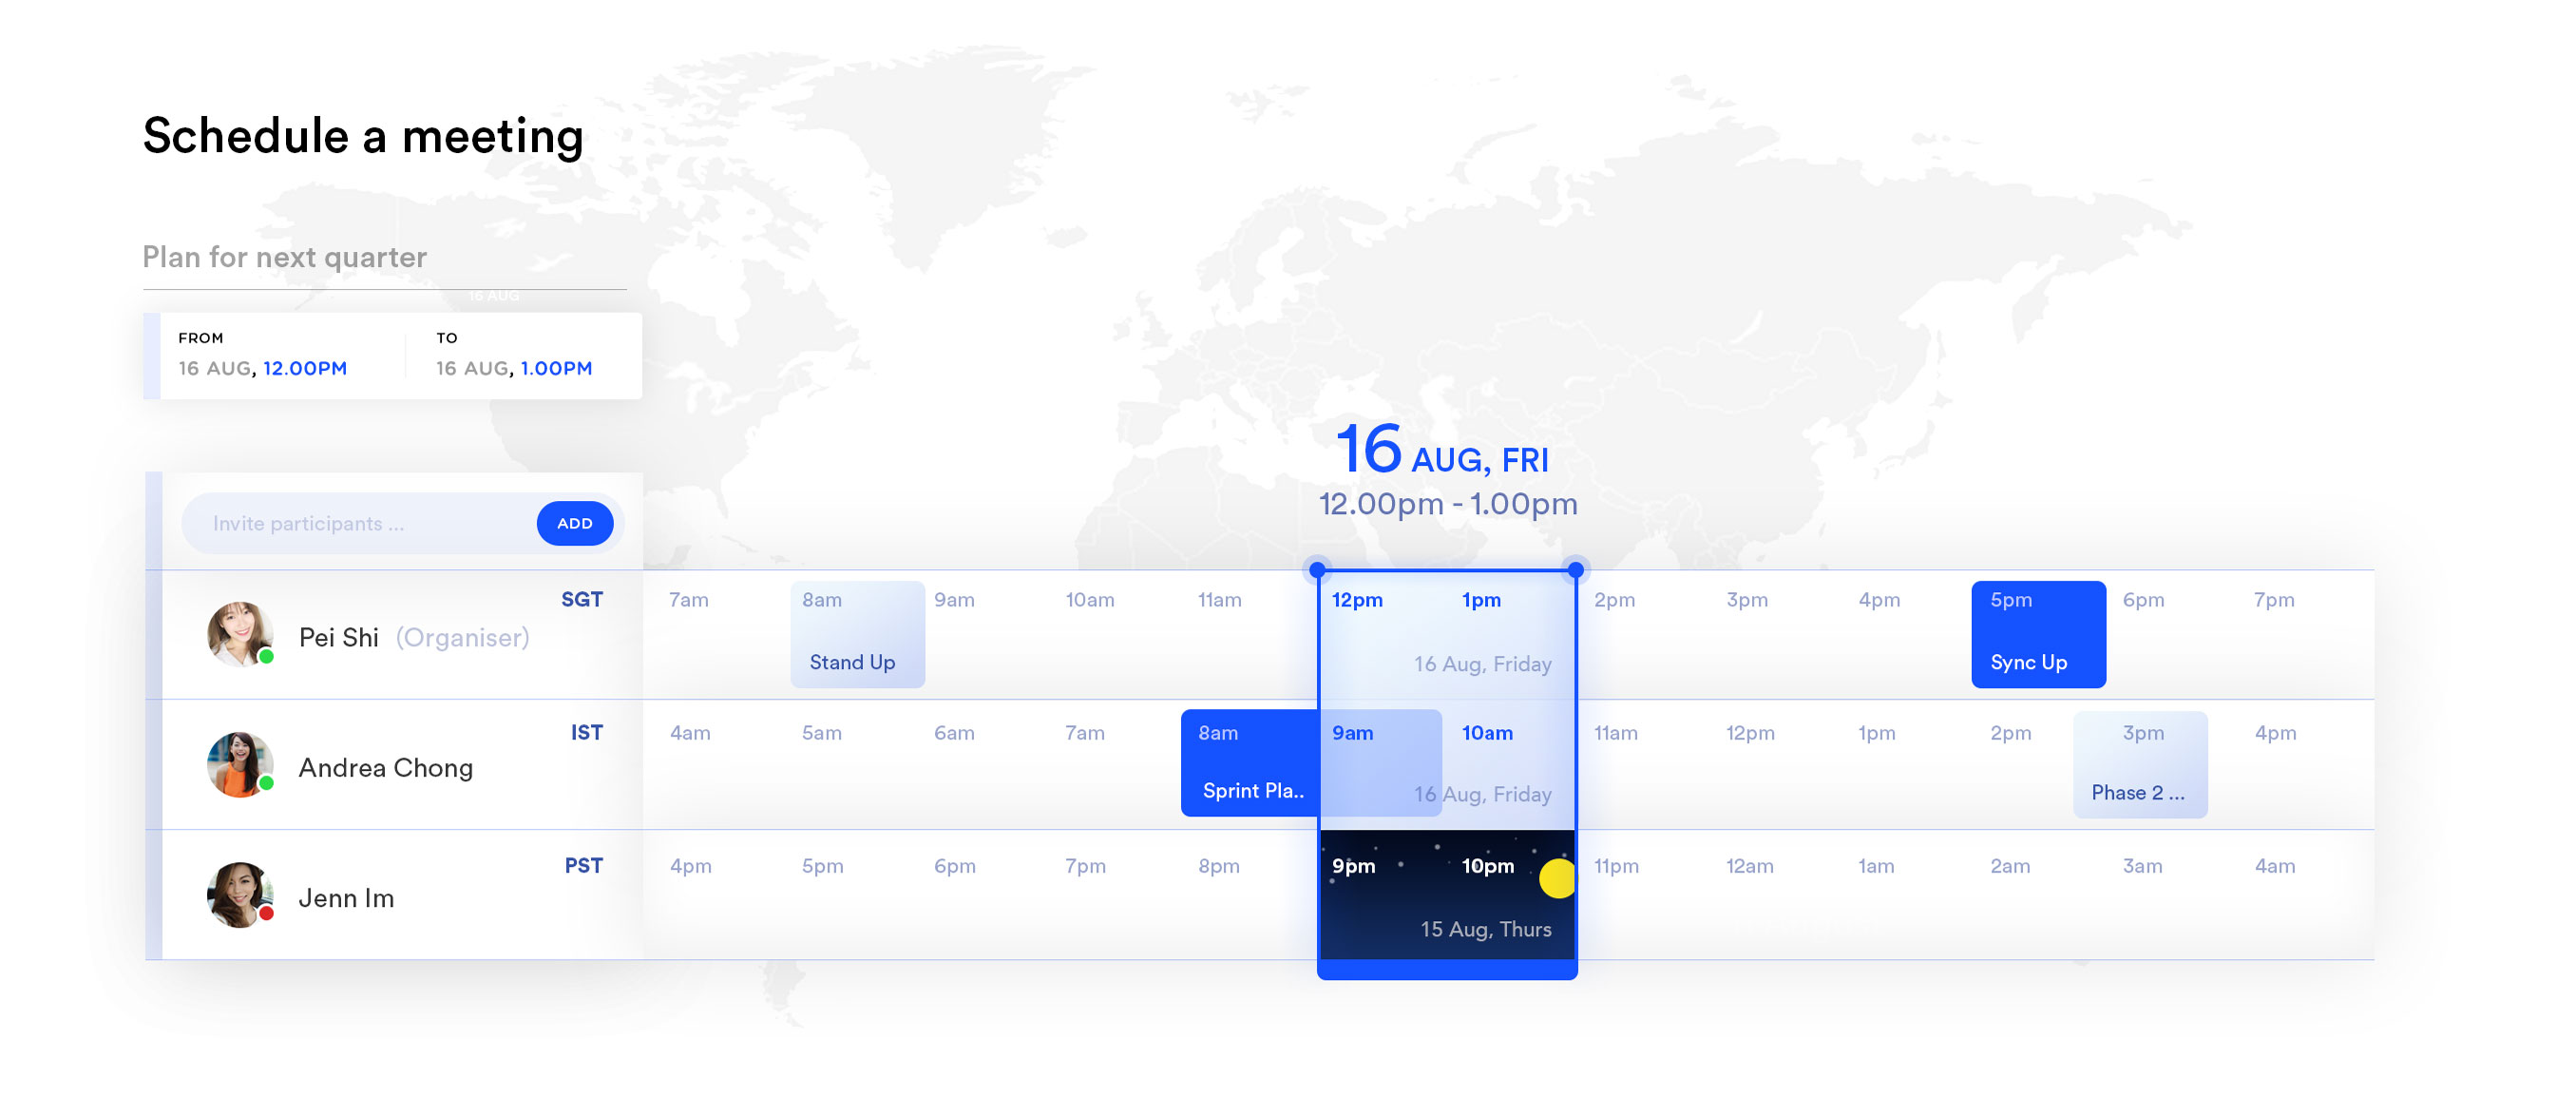 Schedule a meeting
Plan for next quarter
16 AUG
FROM
16 AUG, 12.00PM
TO
16 AUG, 1.00PM
16 AUG, FRI
12.00pm - 1.00pm
Invite participants ...
ADD
SGT
Pei Shi (Organiser)
7am 8am 9am 10am 11am 12pm 1pm 2pm 3pm 4pm 5pm 6pm 7pm
Stand Up
16 Aug, Friday
Sync Up
IST
Andrea Chong
4am 5am 6am 7am 8am 9am 10am 11am 12pm 1pm 2pm 3pm 4pm
Sprint Pla..
16 Aug, Friday
Phase 2 ...
PST
Jenn Im
4pm 5pm 6pm 7pm 8pm 9pm 10pm 11pm 12am 1am 2am 3am 4am
15 Aug, Thurs